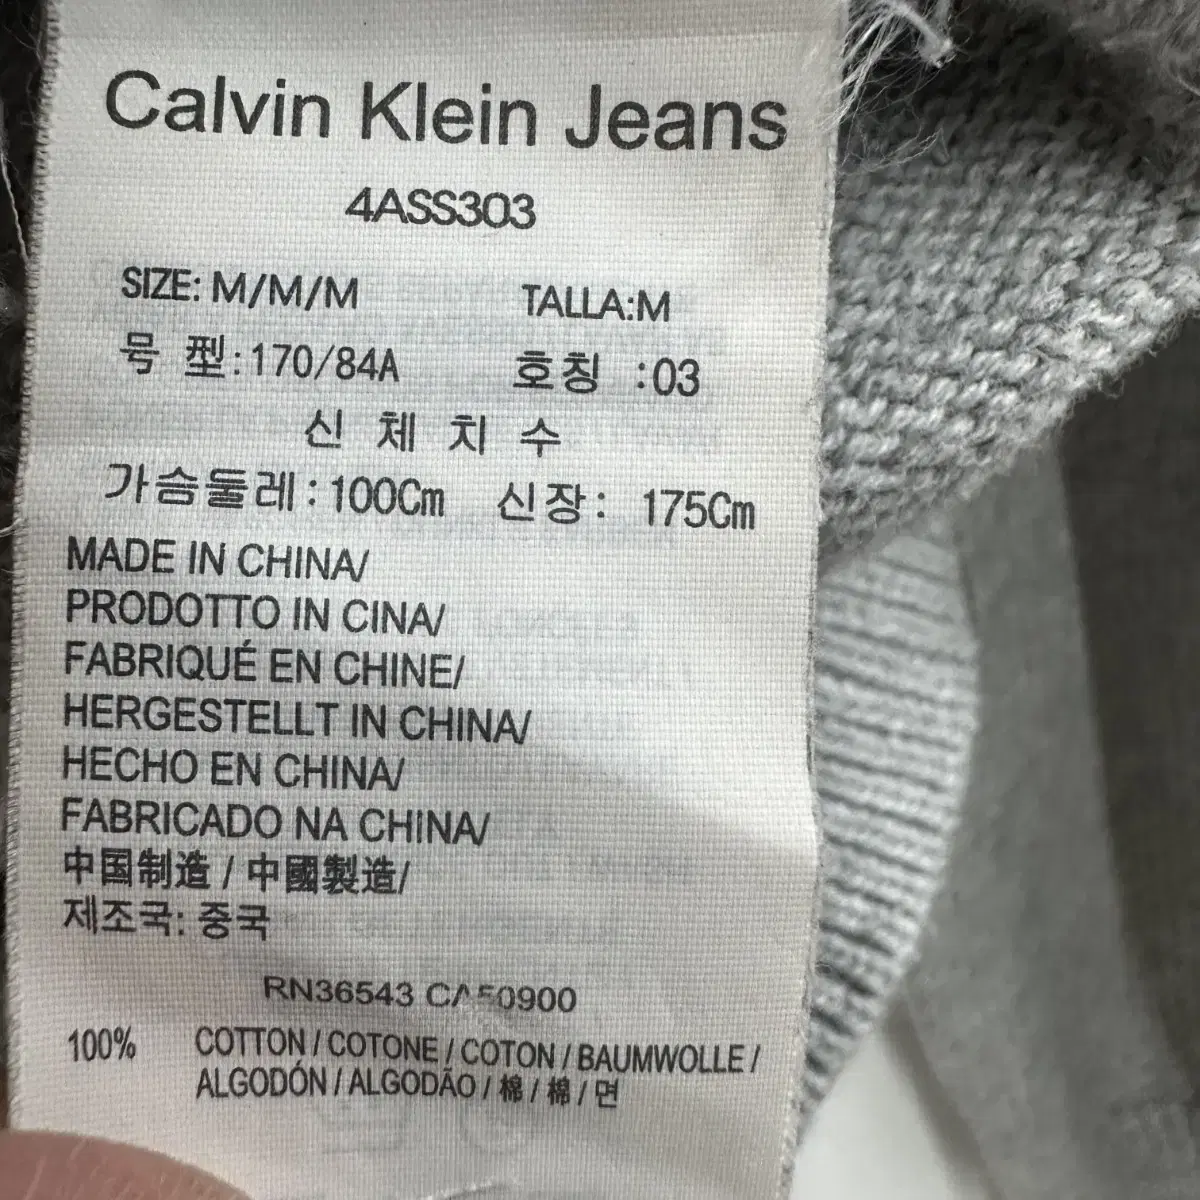 Calvin Klein Jeans
4ASS303
SIZE: M/M/M TALLA:M
号 型:170/84A 호칭 :03
신 체 치 수
가슴둘레: 100Cm 신장: 175Cm
MADE IN CHINA/
PRODOTTO IN CINA/
FABRIQUÉ EN CHINE/
HERGESTELLT IN CHINA/
HECHO EN CHINA/
FABRICADO NA CHINA/
中国制造 / 中國製造/
제조국: 중국
RN36543
100% COTTON / COTONE / COTON / BAUMWOLLE /
ALGODÓN / ALGODÃO / 棉 / 棉 / 면